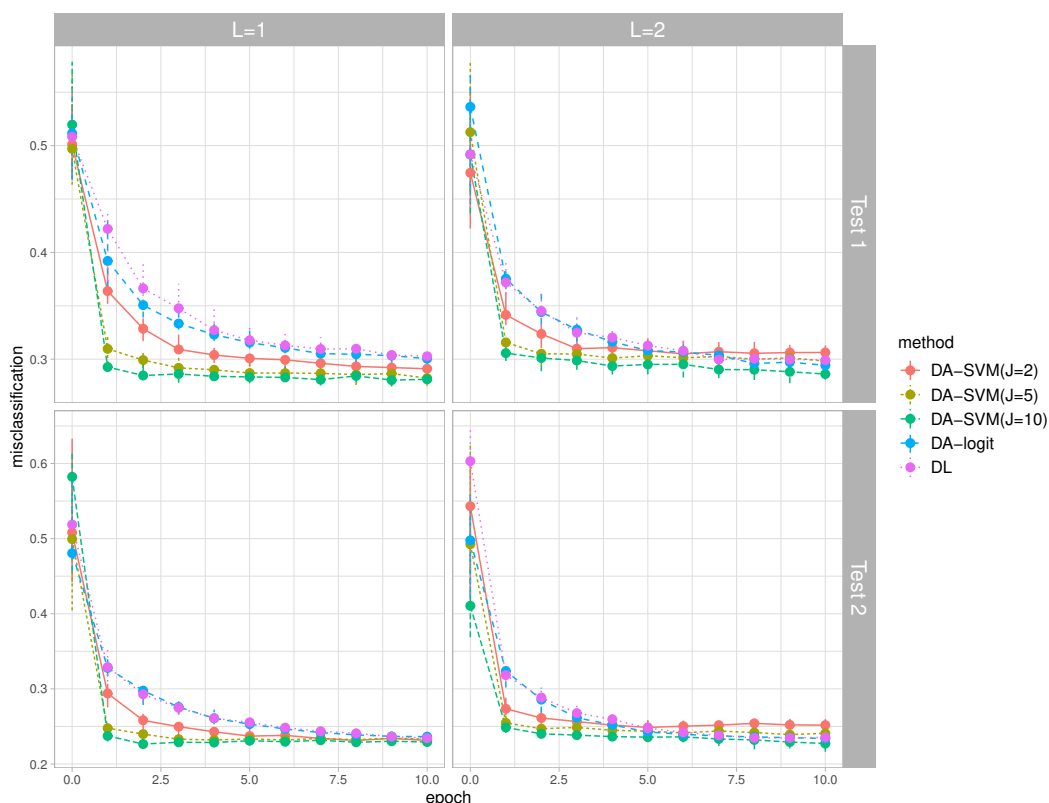 L=1
L=2
0.5
0.4
0.3
Test 1
misclassification
0.6
0.5
0.4
0.3
0.2
Test 2
0.0
2.5
5.0
7.5
10.0
0.0
2.5
5.0
7.5
10.0
epoch
method
DA−SVM(J=2)
DA−SVM(J=5)
DA−SVM(J=10)
DA−logit
DL